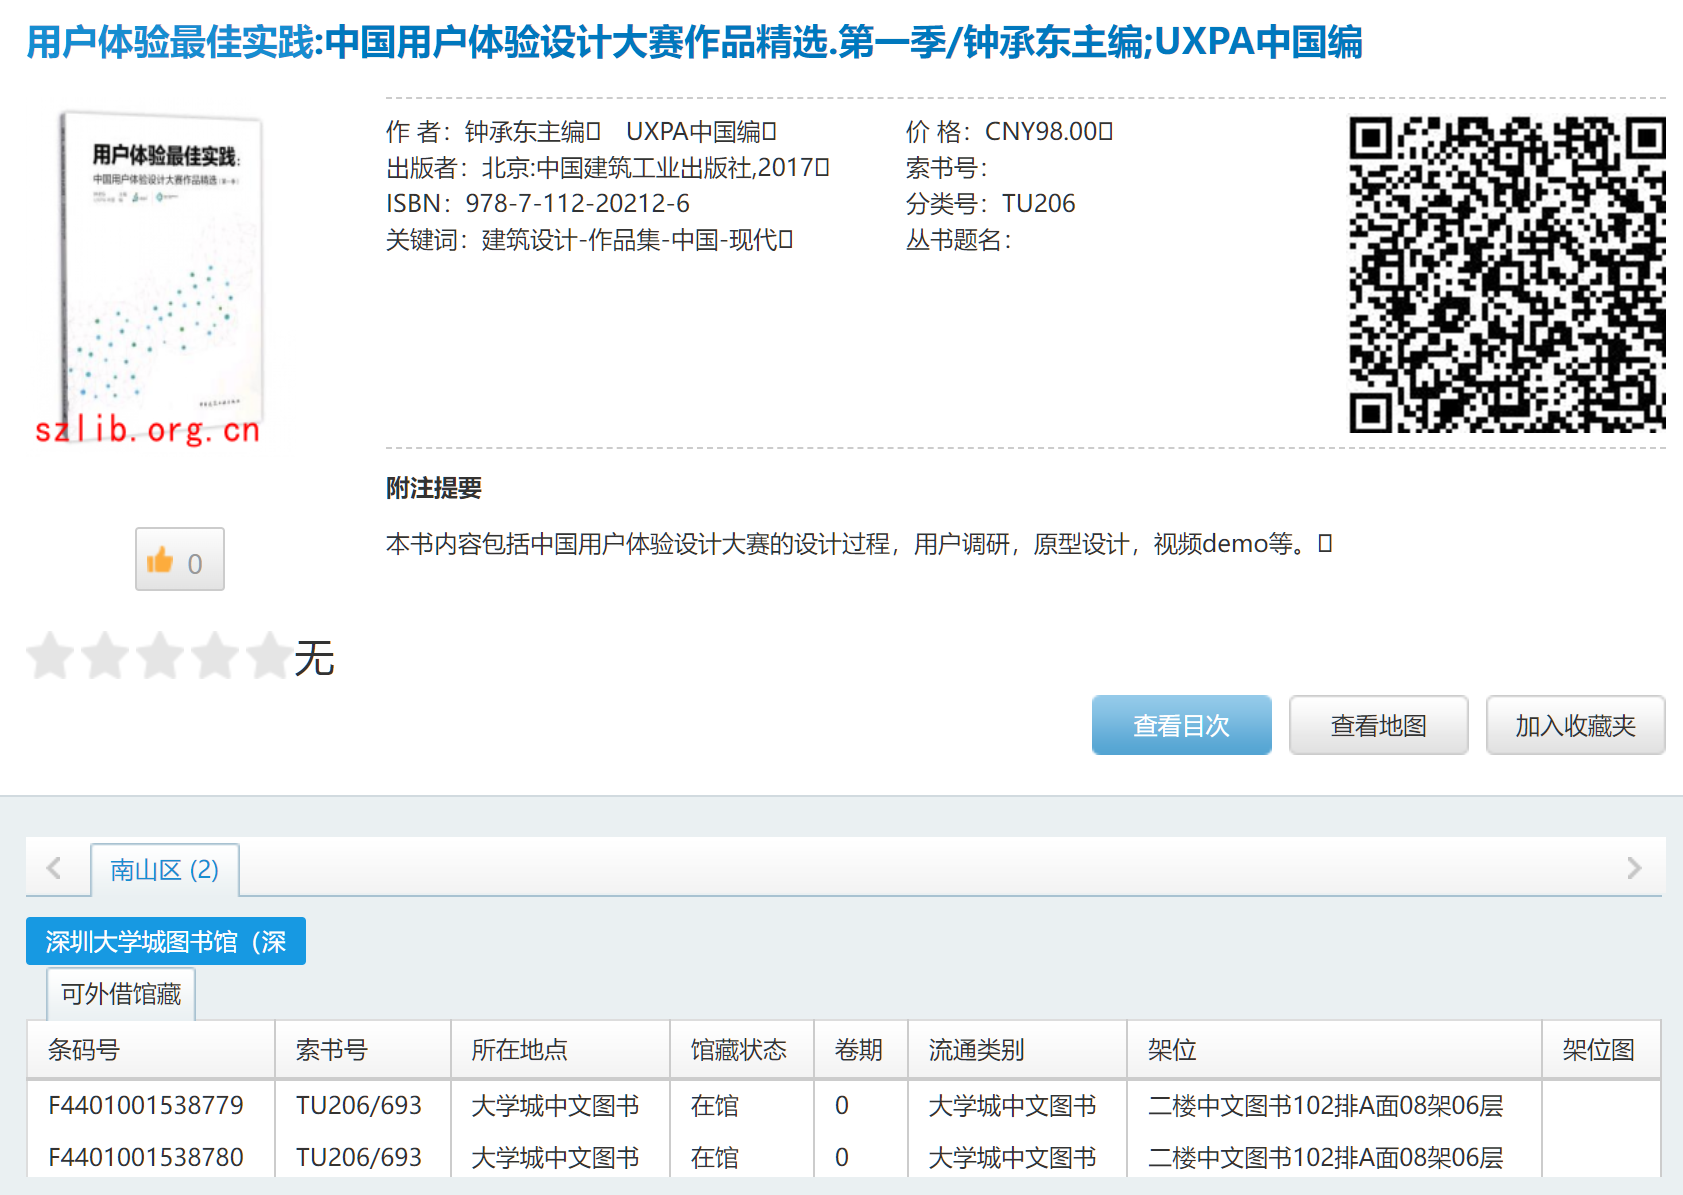 用户体验最佳实践:中国用户体验设计大赛作品精选.第一季/钟承东主编;UXPA中国编
用户体验最佳实践:
中国用户体验设计大赛作品精选
szlib.org.cn
作 者：钟承东主编 UXPA中国编
价 格：CNY98.00
出版者：北京:中国建筑工业出版社,2017
索书号：
ISBN：978-7-112-20212-6
分类号：TU206
关键词：建筑设计-作品集-中国-现代
丛书题名：
附注提要
本书内容包括中国用户体验设计大赛的设计过程，用户调研，原型设计，视频demo等。
0
无
查看目次 查看地图 加入收藏夹
南山区 (2)
深圳大学城图书馆（深
可外借馆藏
条码号 索书号 所在地点 馆藏状态 卷期 流通类别 架位 架位图
F4401001538779 TU206/693 大学城中文图书 在馆 0 大学城中文图书 二楼中文图书102排A面08架06层
F4401001538780 TU206/693 大学城中文图书 在馆 0 大学城中文图书 二楼中文图书102排A面08架06层